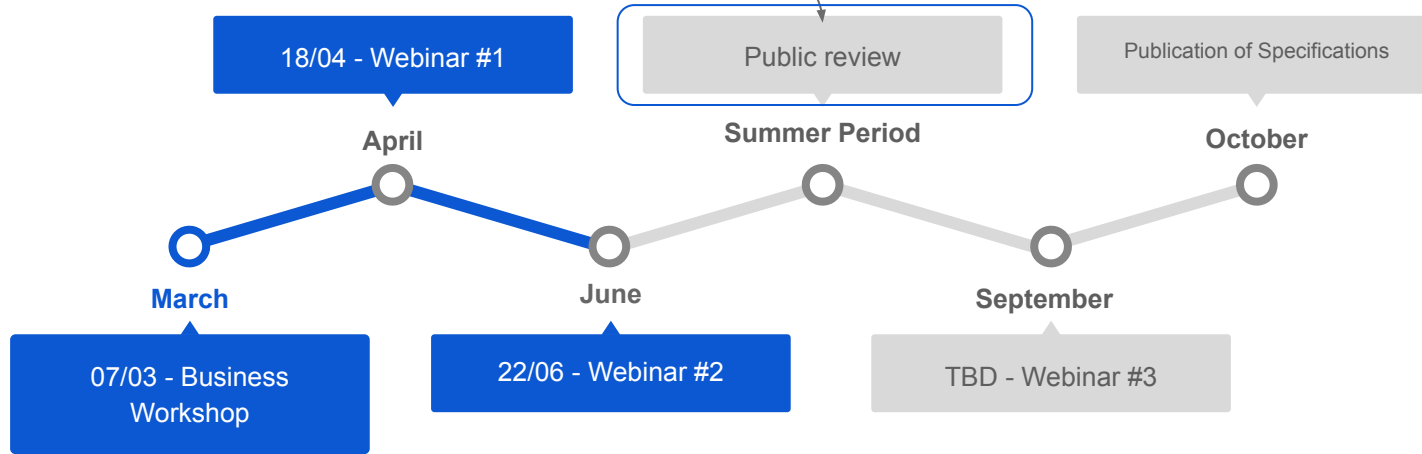 18/04 - Webinar #1
Public review
Publication of Specifications
April
Summer Period
October
March
June
September
07/03 - Business
Workshop
22/06 - Webinar #2
TBD - Webinar #3